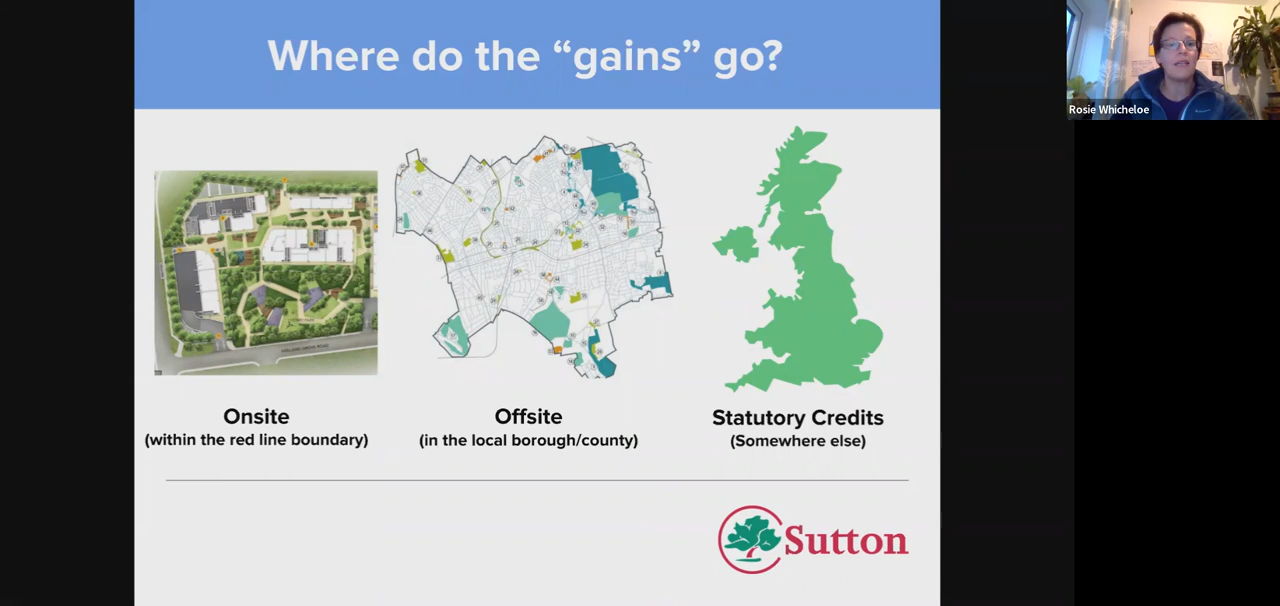 Where do the “gains” go?
Rosie Whicheloe
Onsite
(within the red line boundary)
Offsite
(in the local borough/county)
Statutory Credits
(Somewhere else)
Sutton